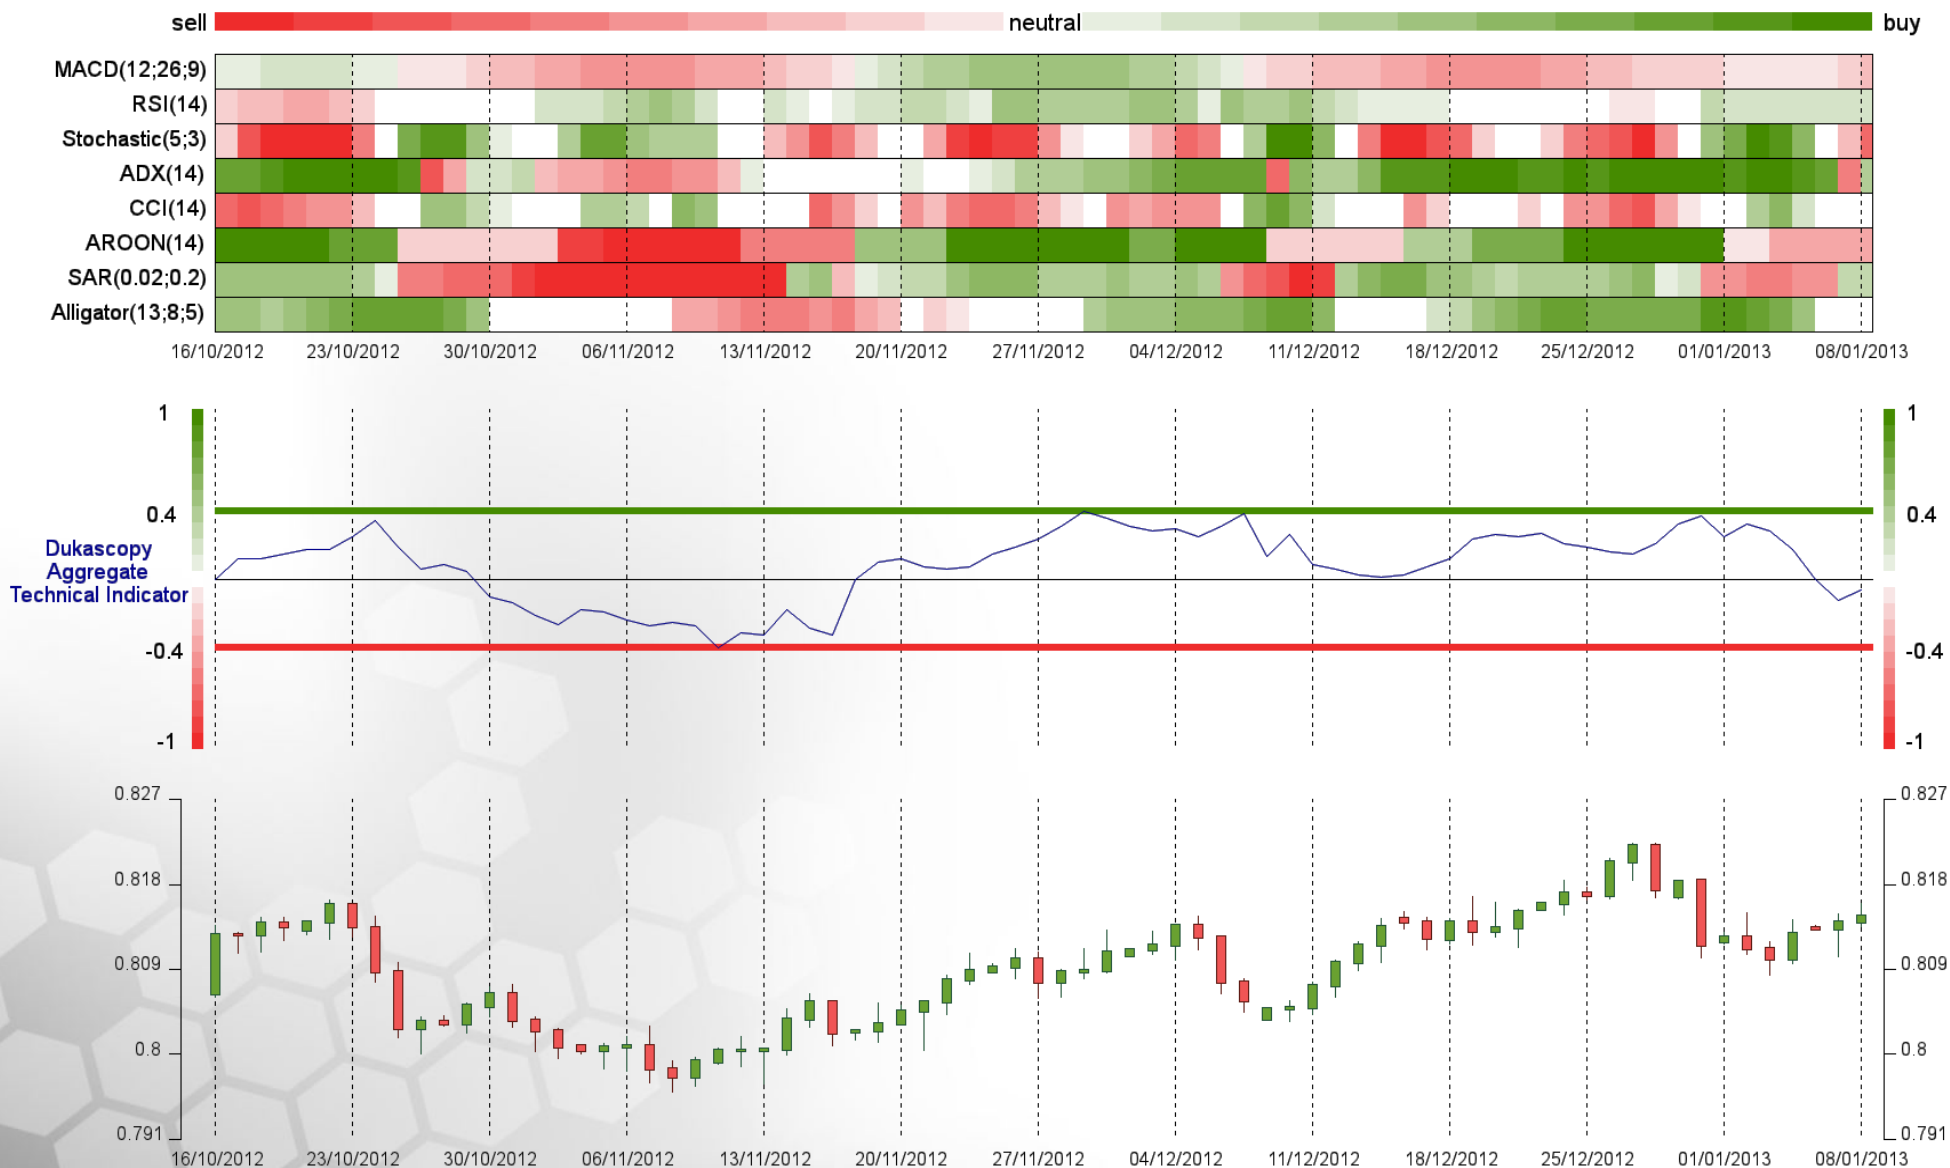 sell neutral buy
MACD(12;26;9)
RSI(14)
Stochastic(5;3)
ADX(14)
CCI(14)
AROON(14)
SAR(0.02;0.2)
Alligator(13;8;5)
16/10/2012 23/10/2012 30/10/2012 06/11/2012 13/11/2012 20/11/2012 27/11/2012 04/12/2012 11/12/2012 18/12/2012 25/12/2012 01/01/2013 08/01/2013
1 1
0.4 0.4
Dukascopy
Aggregate
Technical Indicator
-0.4 -0.4
-1 -1
0.827 0.827
0.818 0.818
0.809 0.809
0.8 0.8
0.791 0.791
16/10/2012 23/10/2012 30/10/2012 06/11/2012 13/11/2012 20/11/2012 27/11/2012 04/12/2012 11/12/2012 18/12/2012 25/12/2012 01/01/2013 08/01/2013